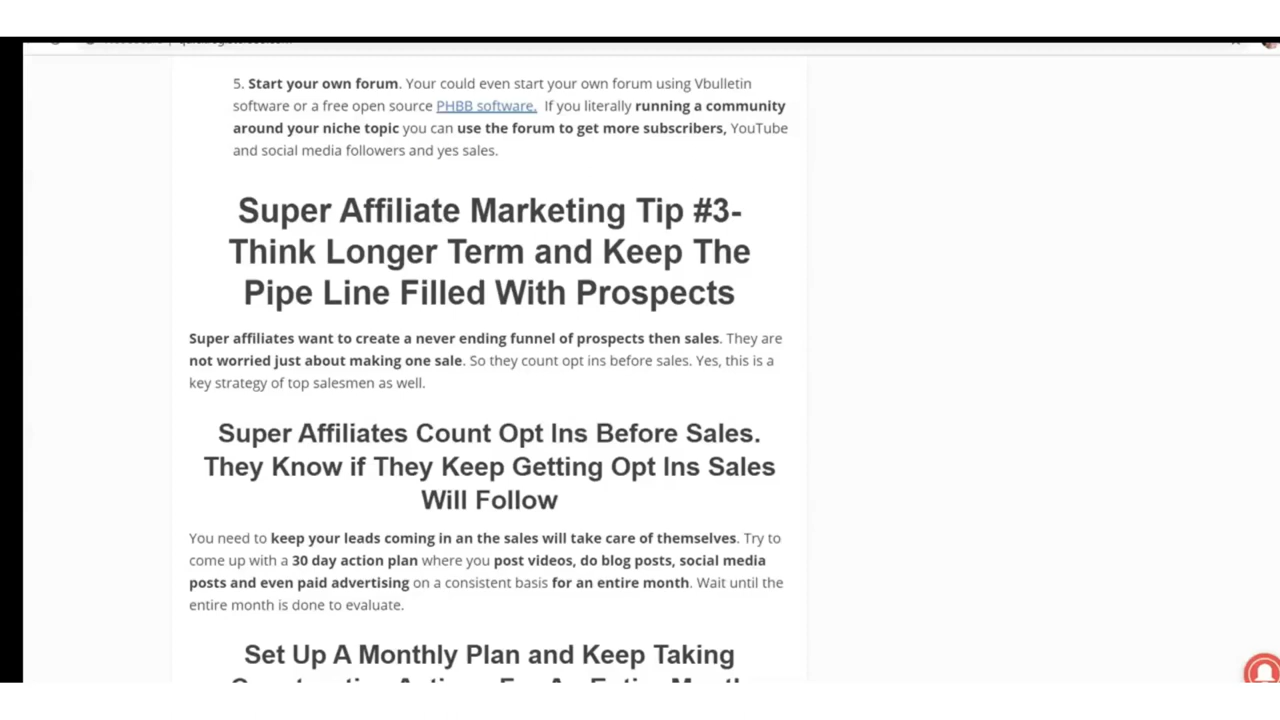 5. Start your own forum. Your could even start your own forum using Vbulletin
software or a free open source PHBB software. If you literally running a community
around your niche topic you can use the forum to get more subscribers, YouTube
and social media followers and yes sales.
Super Affiliate Marketing Tip #3-
Think Longer Term and Keep The
Pipe Line Filled With Prospects
Super affiliates want to create a never ending funnel of prospects then sales. They are
not worried just about making one sale. So they count opt ins before sales. Yes, this is a
key strategy of top salesmen as well.
Super Affiliates Count Opt Ins Before Sales.
They Know if They Keep Getting Opt Ins Sales
Will Follow
You need to keep your leads coming in an the sales will take care of themselves. Try to
come up with a 30 day action plan where you post videos, do blog posts, social media
posts and even paid advertising on a consistent basis for an entire month. Wait until the
entire month is done to evaluate.
Set Up A Monthly Plan and Keep Taking